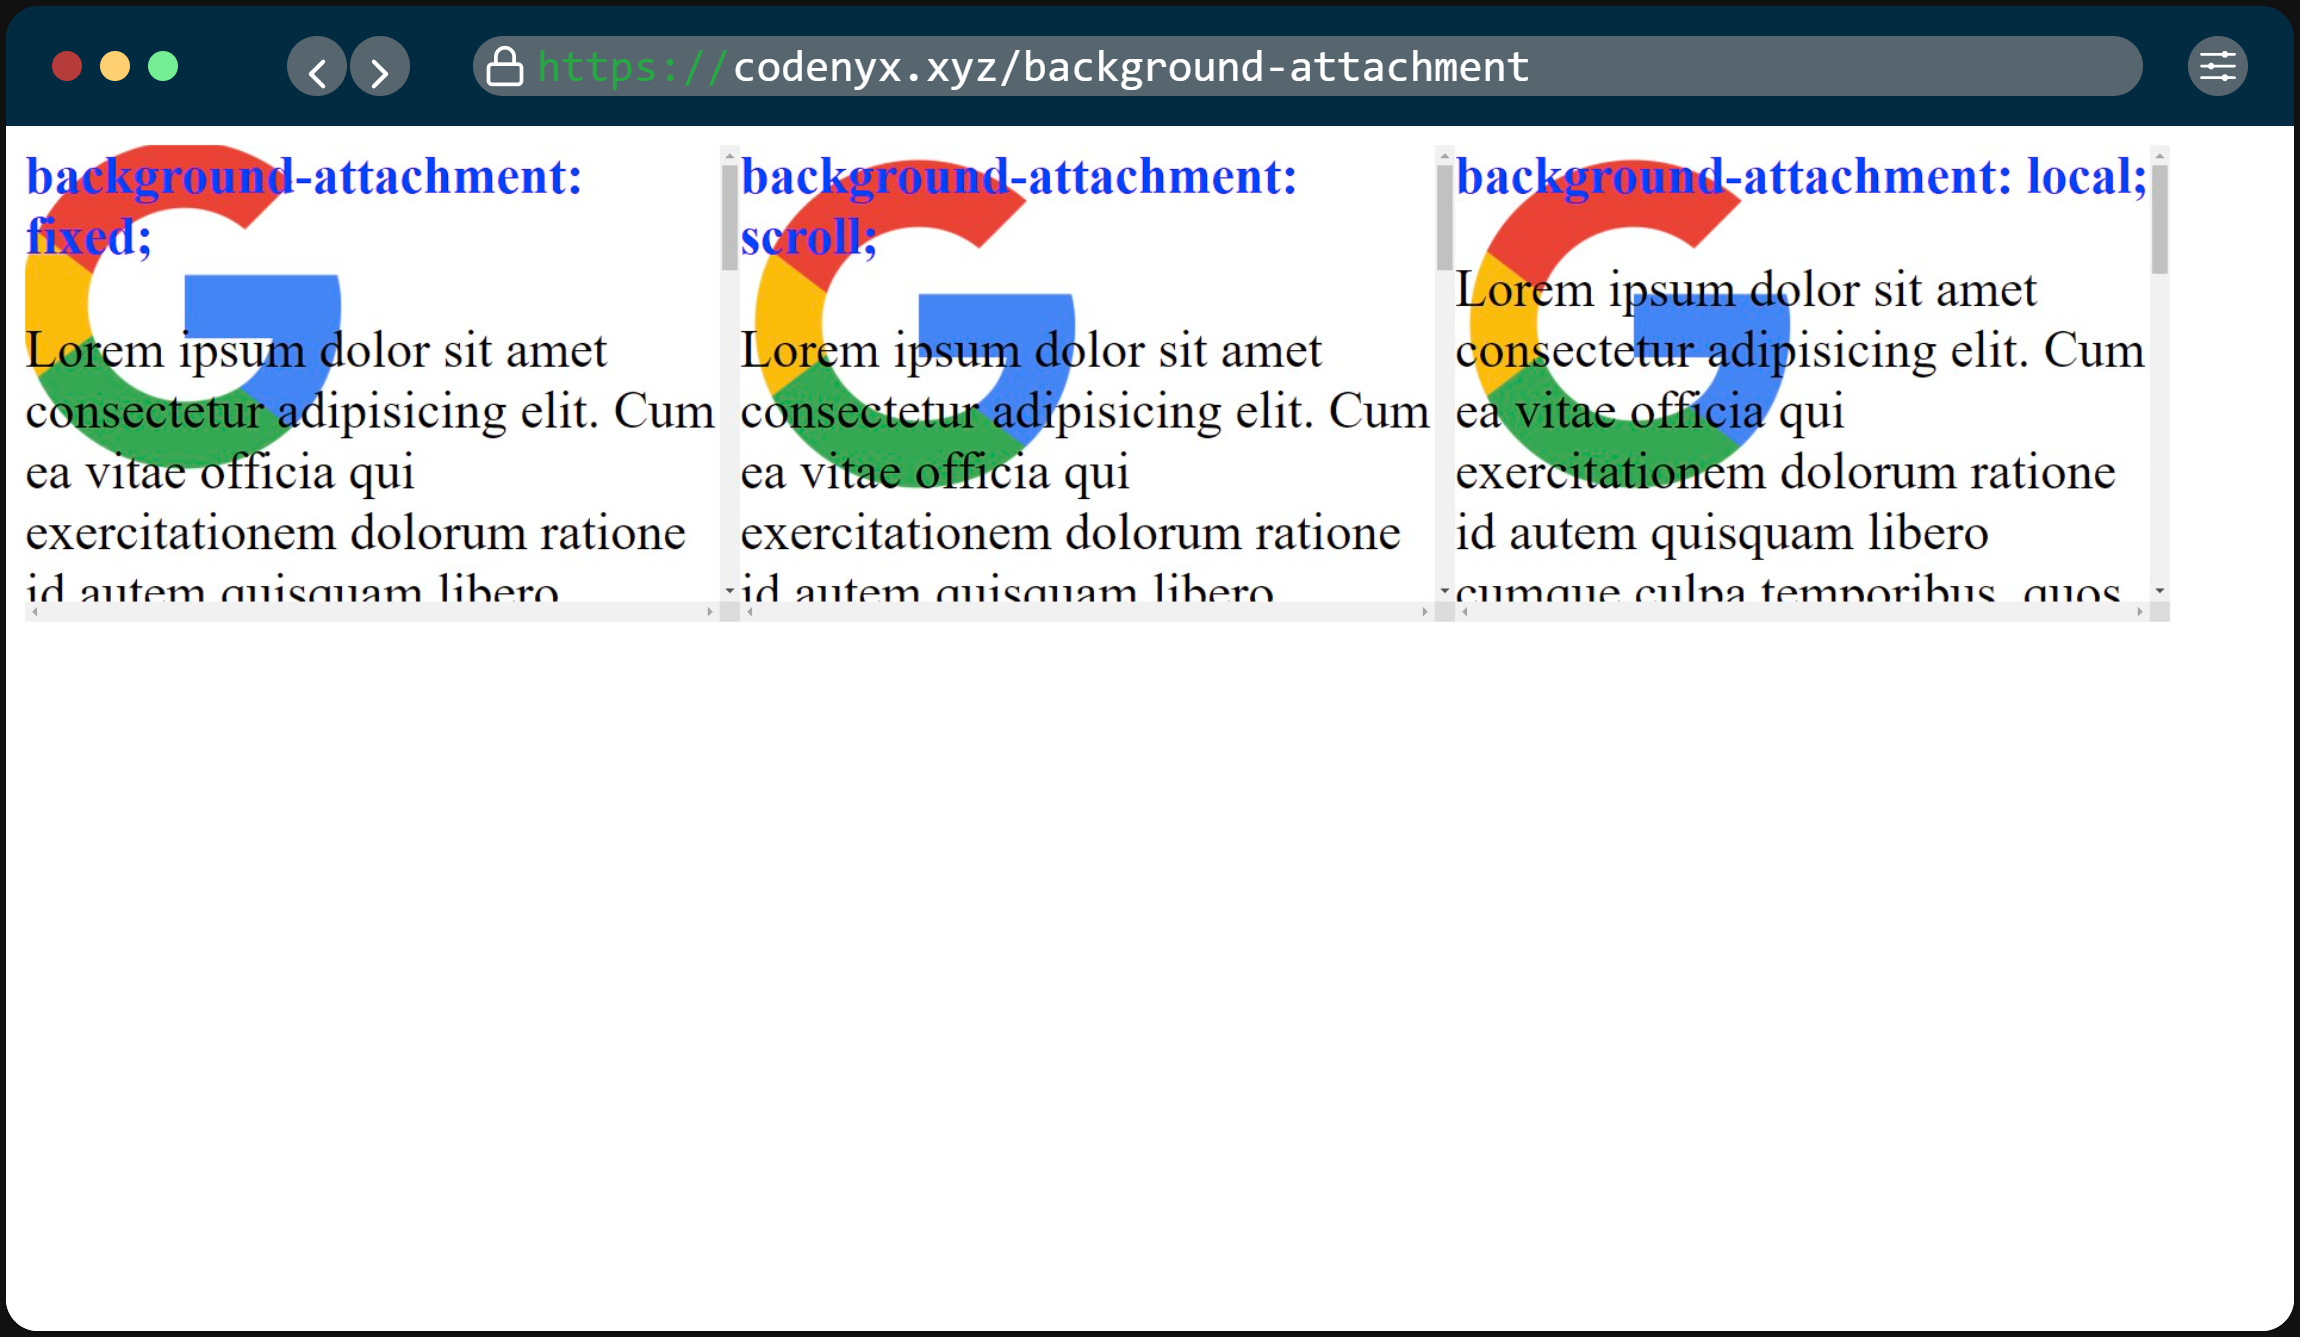 https://codenyx.xyz/background-attachment
background-attachment:
fixed;
Lorem ipsum dolor sit amet
consectetur adipisicing elit. Cum
ea vitae officia qui
exercitationem dolorum ratione
id autem quisquam libero
background-attachment:
scroll;
Lorem ipsum dolor sit amet
consectetur adipisicing elit. Cum
ea vitae officia qui
exercitationem dolorum ratione
id autem quisquam libero
background-attachment: local;
Lorem ipsum dolor sit amet
consectetur adipisicing elit. Cum
ea vitae officia qui
exercitationem dolorum ratione
id autem quisquam libero
cumque culpa temporibus, quos